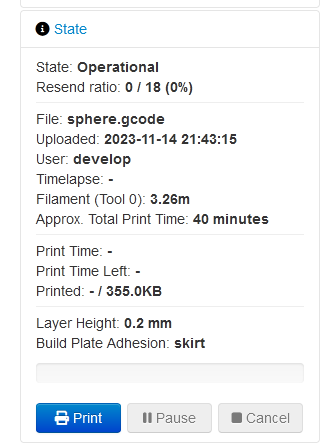 State
State: Operational
Resend ratio: 0 / 18 (0%)
File: sphere.gcode
Uploaded: 2023-11-14 21:43:15
User: develop
Timelapse: -
Filament (Tool 0): 3.26m
Approx. Total Print Time: 40 minutes
Print Time: -
Print Time Left: -
Printed: - / 355.0KB
Layer Height: 0.2 mm
Build Plate Adhesion: skirt
Print Pause Cancel